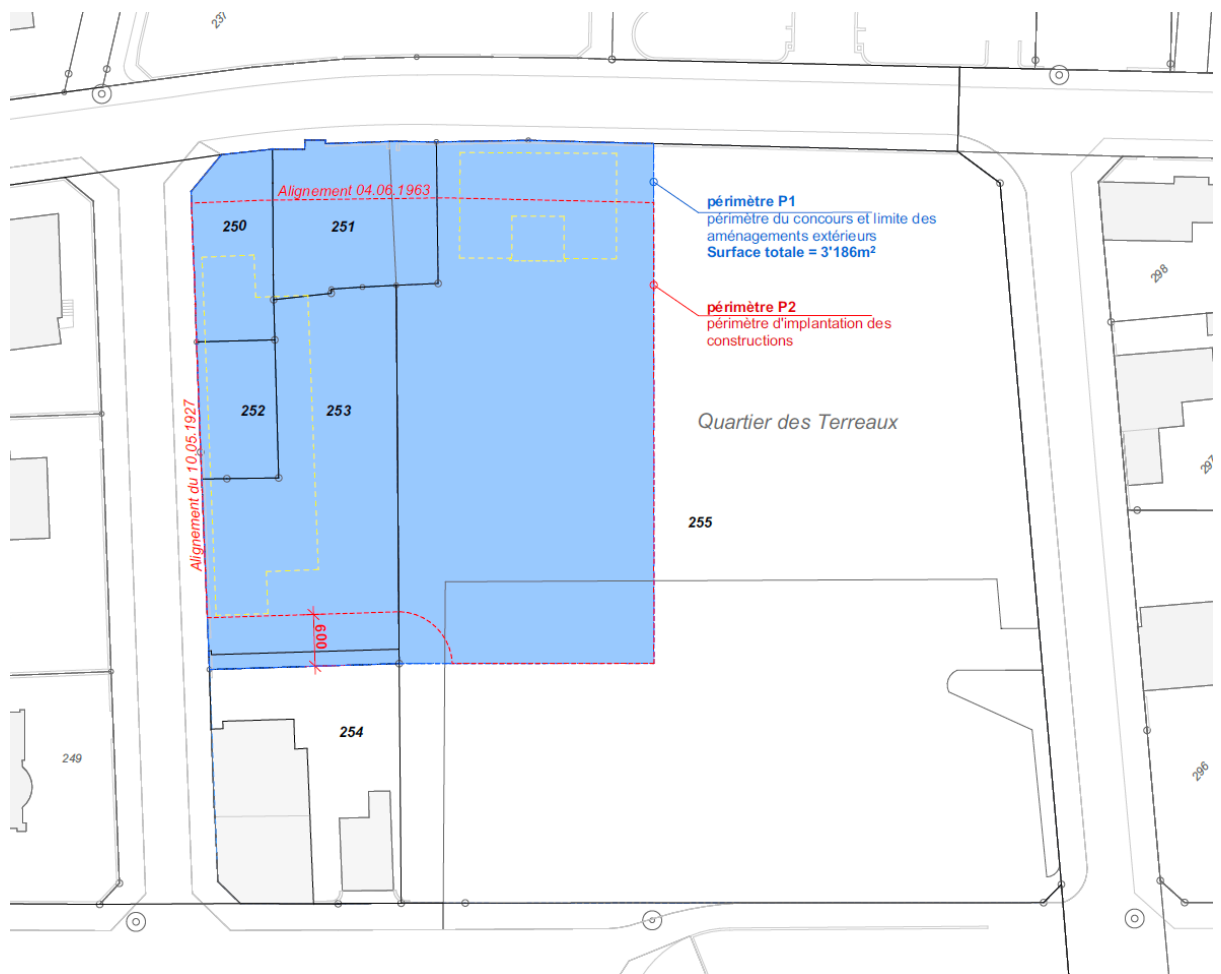 237
Alignement 04.06.1963
250
251
périmètre P1
périmètre du concours et limite des
aménagements extérieurs
Surface totale = 3'186m²
298
périmètre P2
périmètre d'implantation des
constructions
252
253
Quartier des Terreaux
Alignement du 10.05.1927
297
255
600
254
249
296